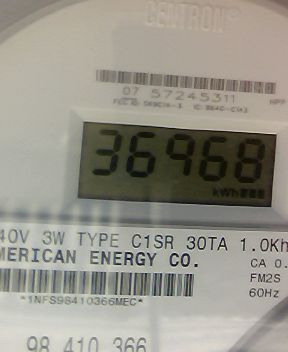 CENTRON®
07 57245311
36968
kWh
40V 3W TYPE C1SR 30TA 1.0Kh
MERICAN ENERGY CO.
CA 0.
FM2S
60Hz
*1NFS98410366MEC*
98 410 366